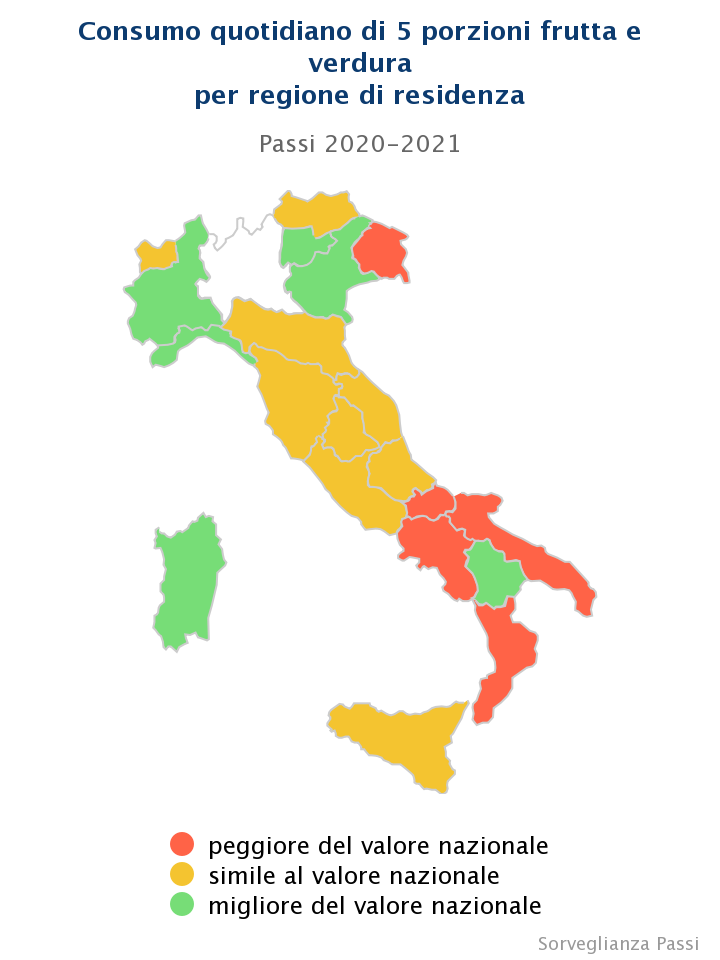 Consumo quotidiano di 5 porzioni frutta e
verdura
per regione di residenza
Passi 2020-2021
peggiore del valore nazionale
simile al valore nazionale
migliore del valore nazionale
Sorveglianza Passi